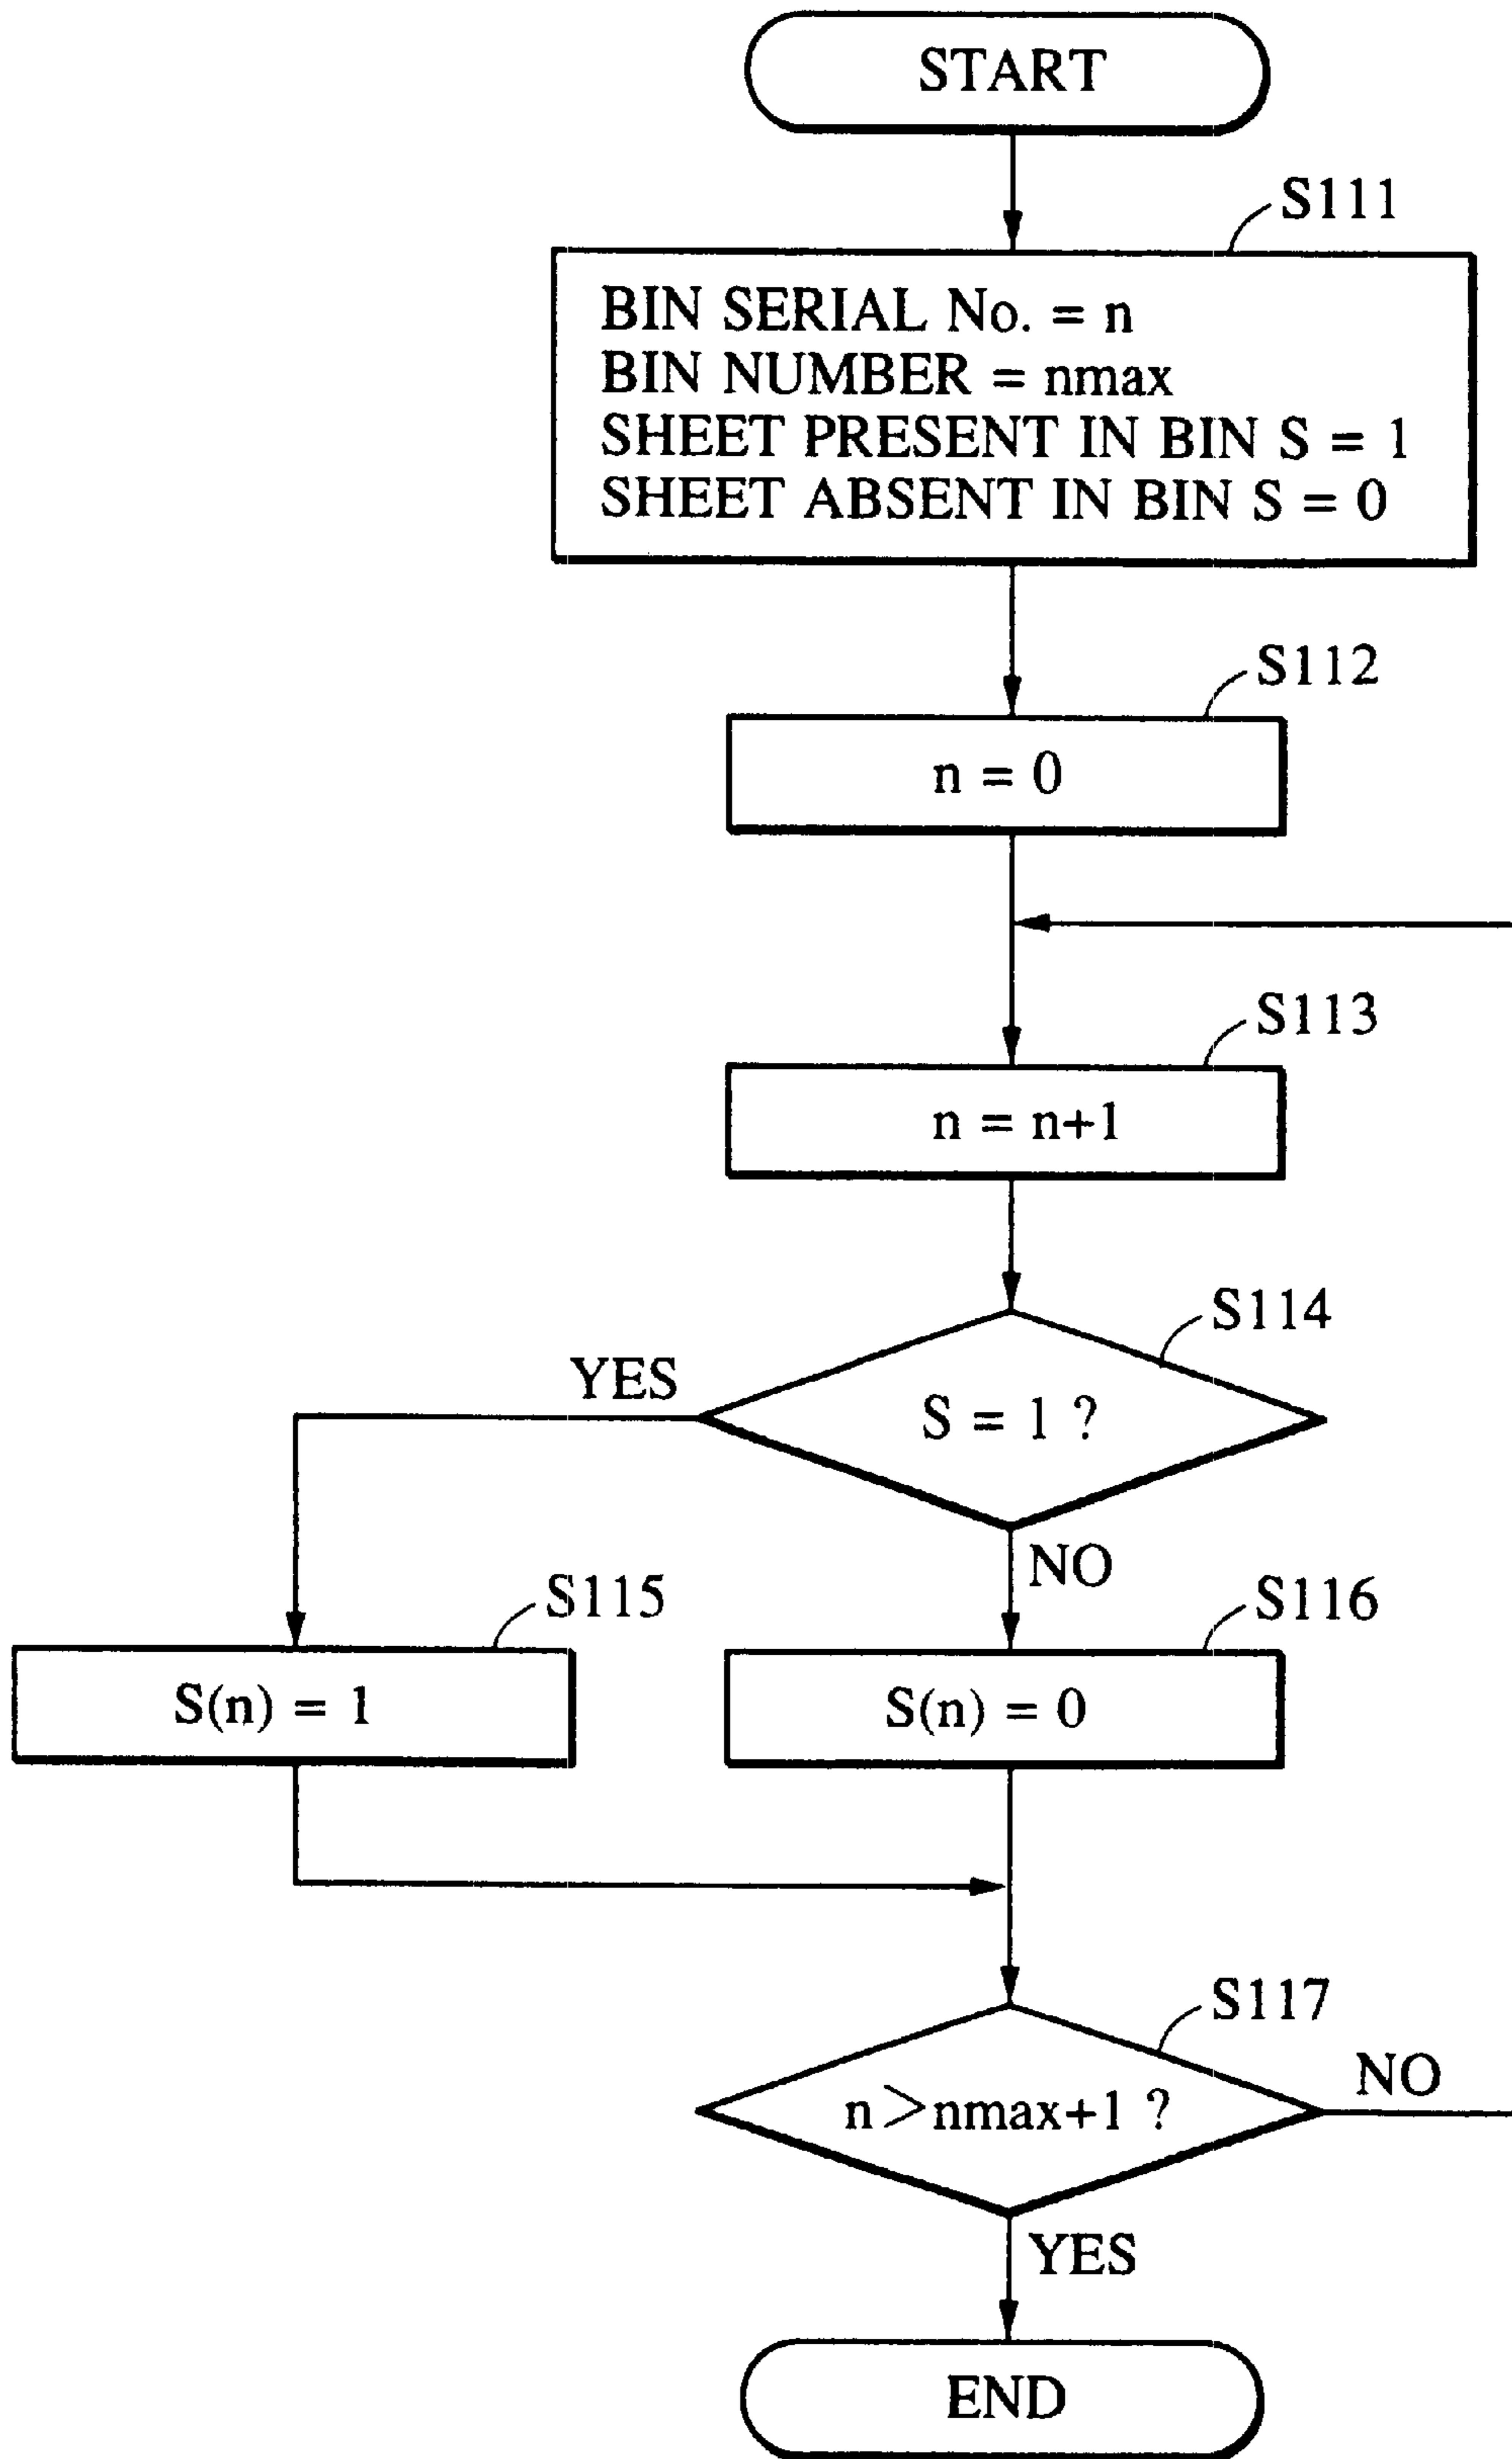 START
S111
BIN SERIAL No. = n
BIN NUMBER = nmax
SHEET PRESENT IN BIN S = 1
SHEET ABSENT IN BIN S = 0
S112
n = 0
S113
n = n+1
S114
YES
S = 1 ?
NO
S115
S116
S(n) = 1
S(n) = 0
S117
NO
n>nmax+1 ?
YES
END